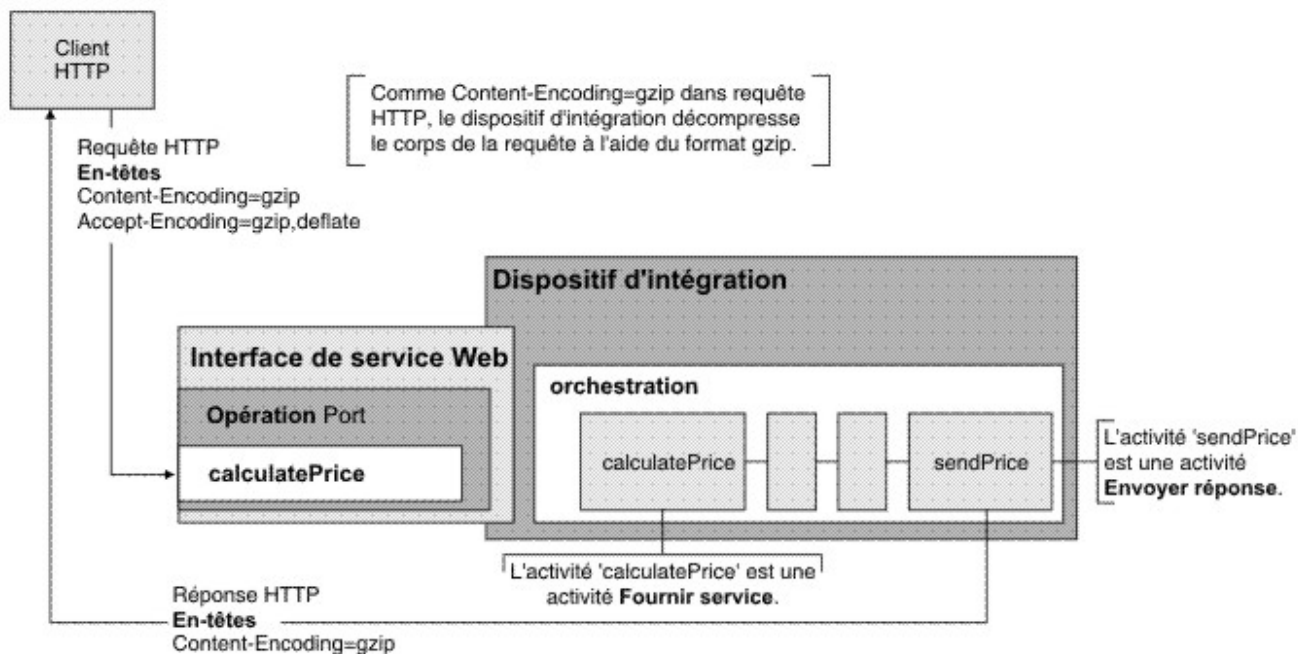 Client
HTTP
Comme Content-Encoding=gzip dans requête
HTTP, le dispositif d'intégration décompresse
le corps de la requête à l'aide du format gzip.
Requête HTTP
En-têtes
Content-Encoding=gzip
Accept-Encoding=gzip,deflate
Dispositif d'intégration
Interface de service Web
Opération Port
calculatePrice
orchestration
calculatePrice
sendPrice
L'activité 'sendPrice'
est une activité
Envoyer réponse.
L'activité 'calculatePrice' est une
activité Fournir service.
Réponse HTTP
En-têtes
Content-Encoding=gzip